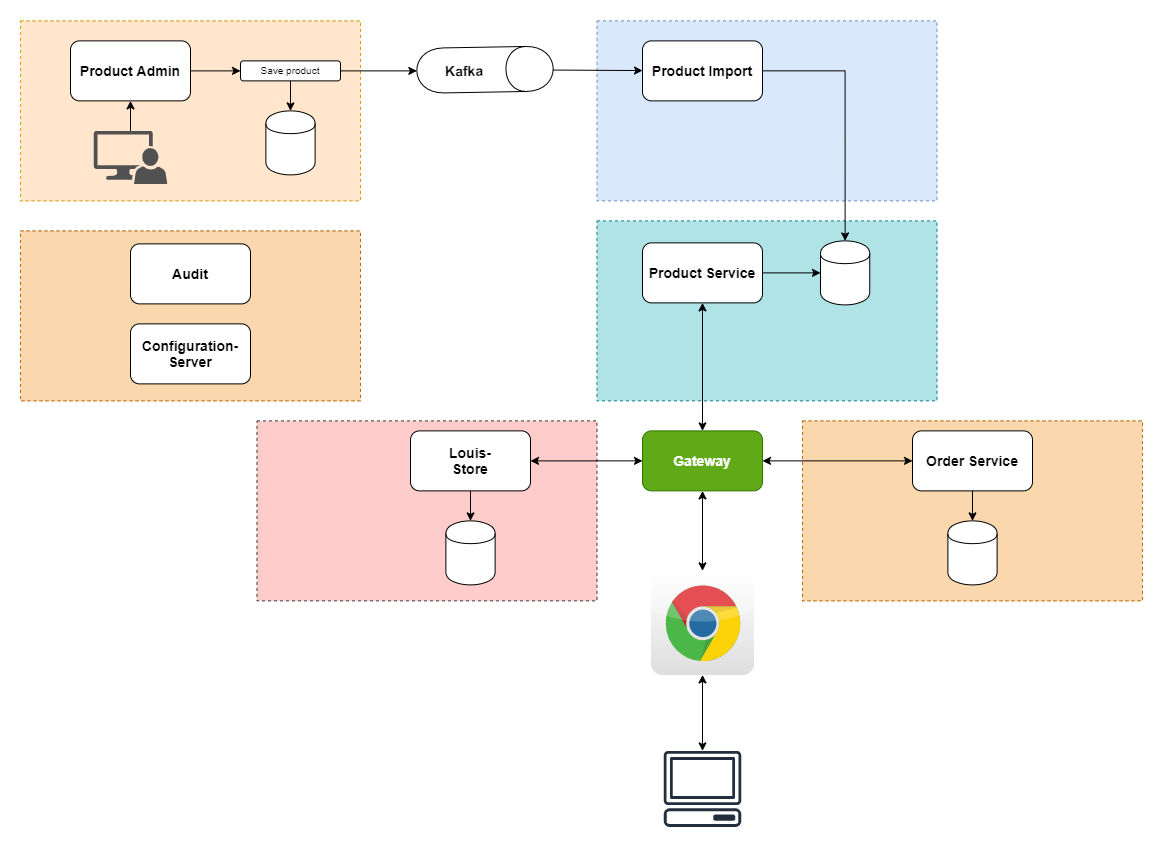 Product Admin
Save product
Kafka
Product Import
Audit
Product Service
Configuration-
Server
Louis-
Store
Gateway
Order Service